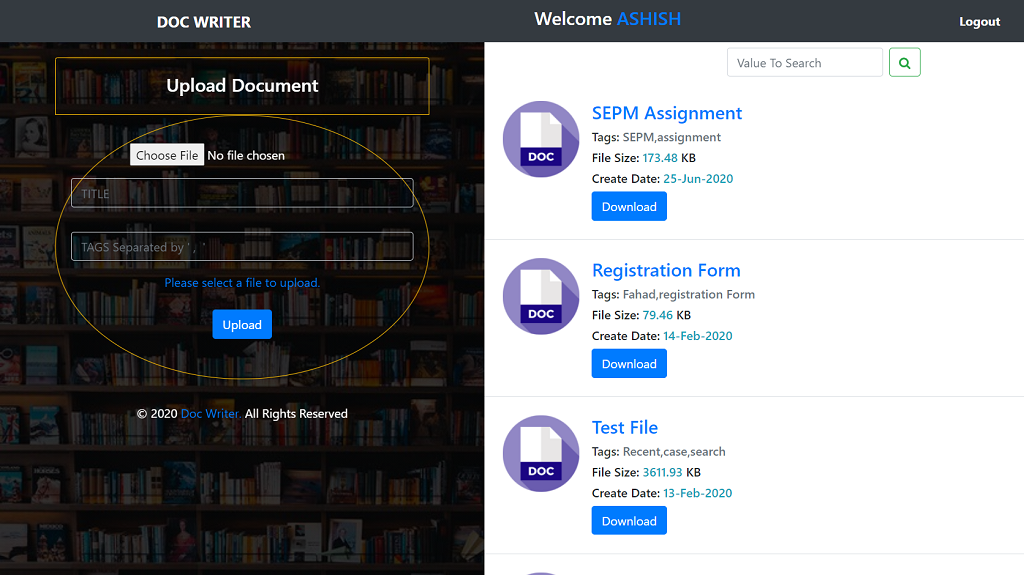 DOC WRITER
Welcome ASHISH
Logout
Upload Document
Choose File No file chosen
TITLE
TAGS Separated by ' , '
Please select a file to upload.
Upload
© 2020 Doc Writer. All Rights Reserved
Value To Search
DOC
SEPM Assignment
Tags: SEPM,assignment
File Size: 173.48 KB
Create Date: 25-Jun-2020
Download
DOC
Registration Form
Tags: Fahad,registration Form
File Size: 79.46 KB
Create Date: 14-Feb-2020
Download
DOC
Test File
Tags: Recent,case,search
File Size: 3611.93 KB
Create Date: 13-Feb-2020
Download